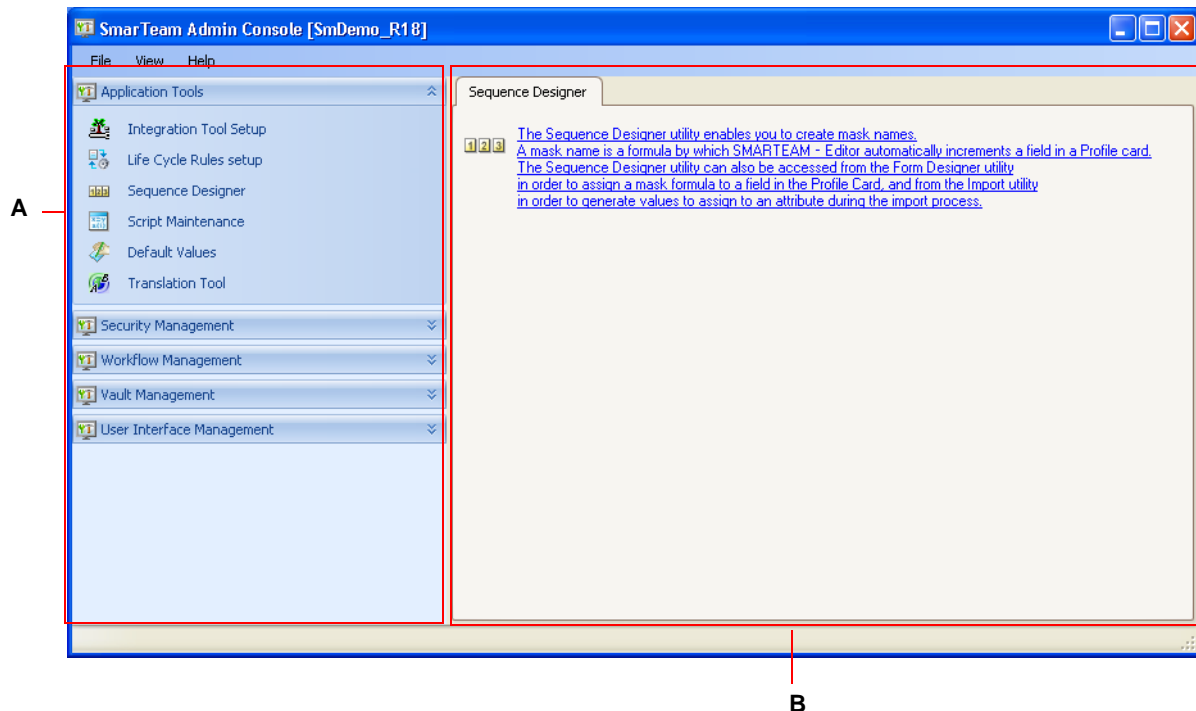 SmarTeam Admin Console [SmDemo_R18]
File View Help
Application Tools
Integration Tool Setup
Life Cycle Rules setup
Sequence Designer
Script Maintenance
Default Values
Translation Tool
Security Management
Workflow Management
Vault Management
User Interface Management
A
Sequence Designer
1 2 3
The Sequence Designer utility enables you to create mask names.
A mask name is a formula by which SMARTEAM - Editor automatically increments a field in a Profile card.
The Sequence Designer utility can also be accessed from the Form Designer utility
in order to assign a mask formula to a field in the Profile Card, and from the Import utility
in order to generate values to assign to an attribute during the import process.
B